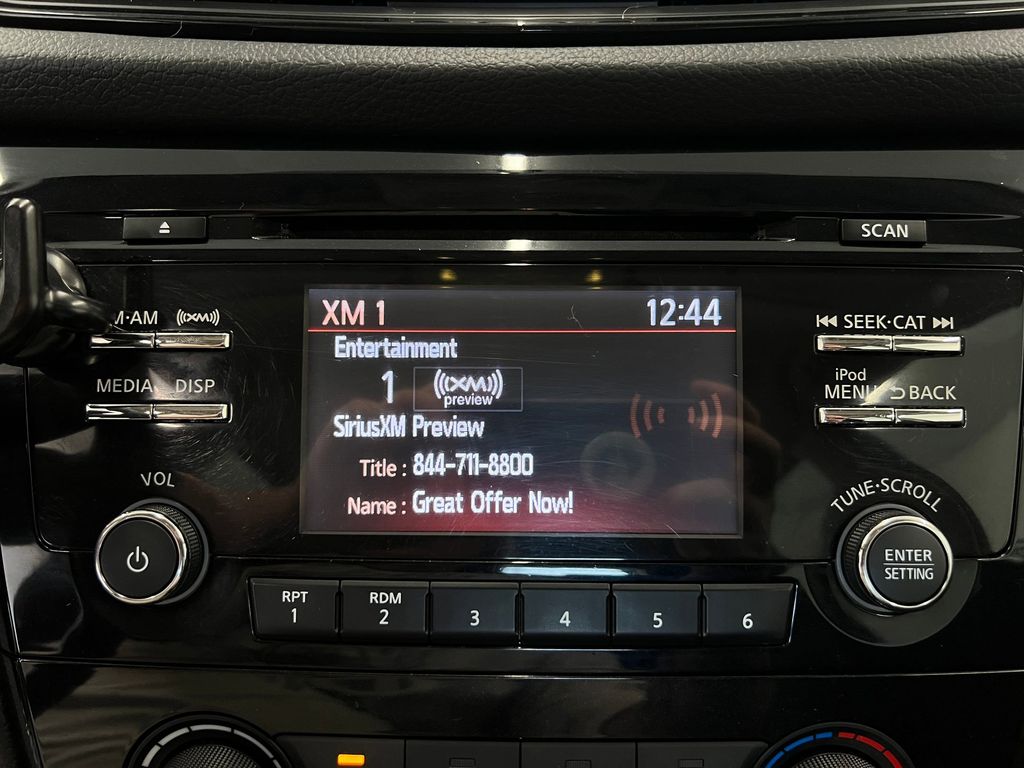 SCAN
M·AM ((XM))
MEDIA DISP
VOL
XM 1 12:44
Entertainment
1 ((XM))
preview
SiriusXM Preview
Title : 844-711-8800
Name : Great Offer Now!
SEEK·CAT
iPod
MENU BACK
TUNE·SCROLL
ENTER
SETTING
RPT RDM
1 2 3 4 5 6